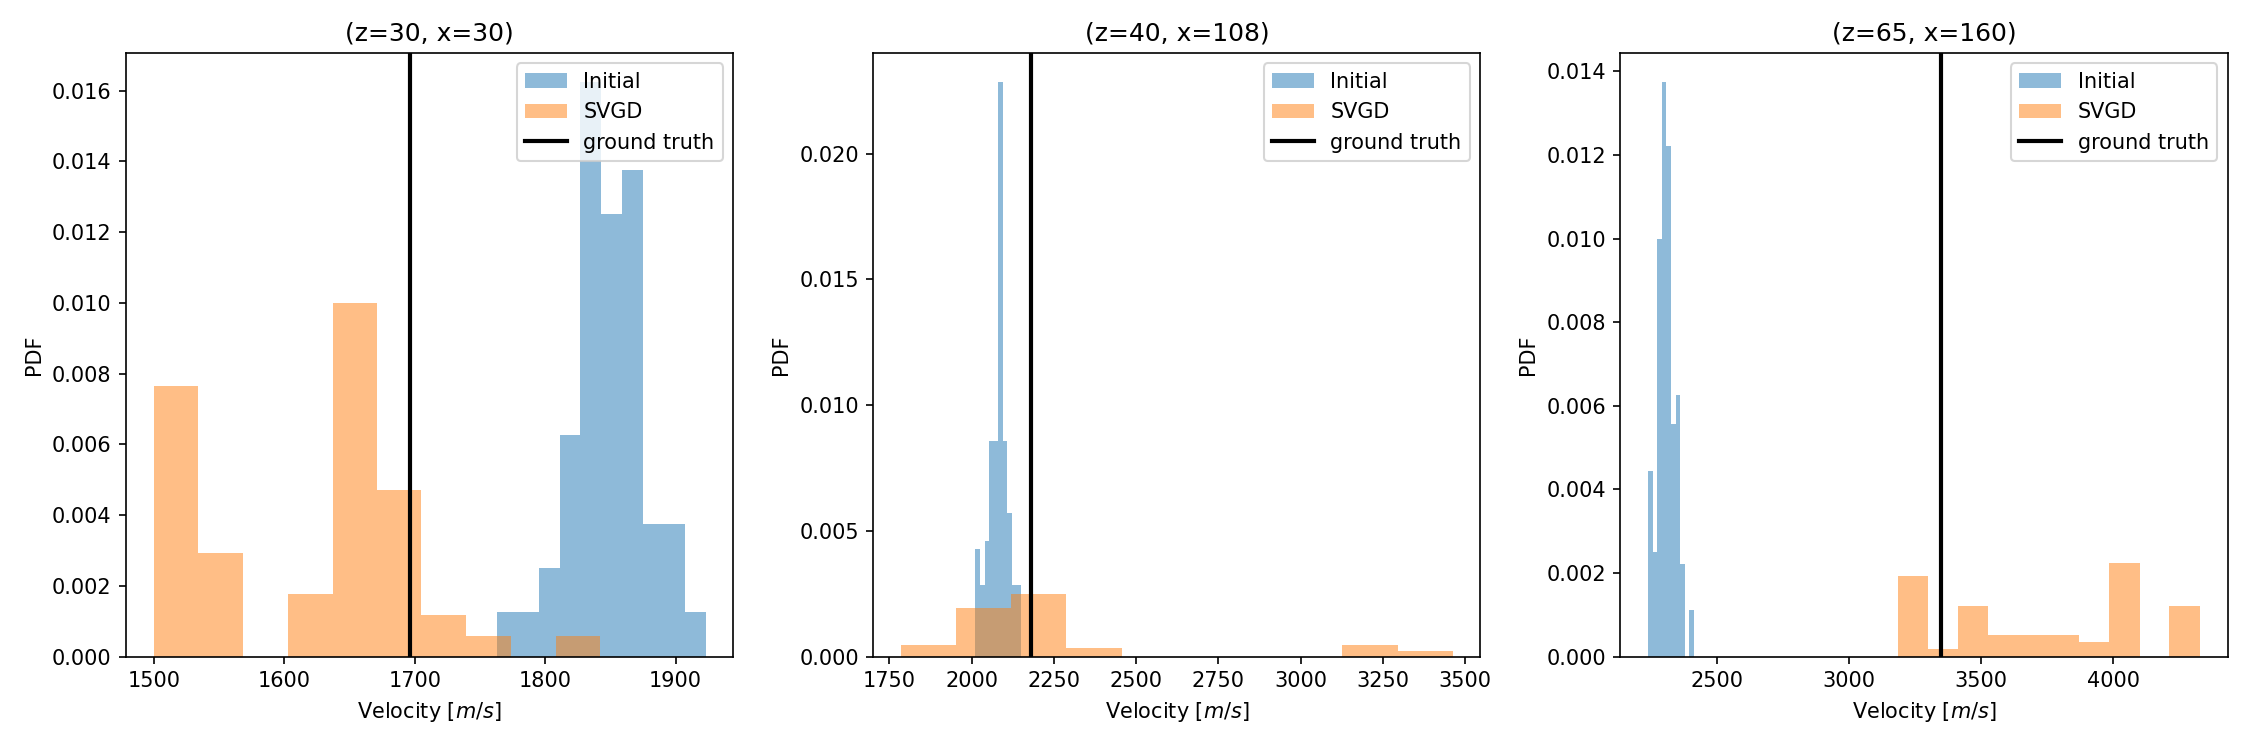 (z=30, x=30)
0.016
0.014
0.012
0.010
0.008
0.006
0.004
0.002
0.000
PDF
1500 1600 1700 1800 1900
Velocity [m/s]
Initial
SVGD
ground truth
(z=40, x=108)
0.020
0.015
0.010
0.005
0.000
PDF
1750 2000 2250 2500 2750 3000 3250 3500
Velocity [m/s]
Initial
SVGD
ground truth
(z=65, x=160)
0.014
0.012
0.010
0.008
0.006
0.004
0.002
0.000
PDF
2500 3000 3500 4000
Velocity [m/s]
Initial
SVGD
ground truth